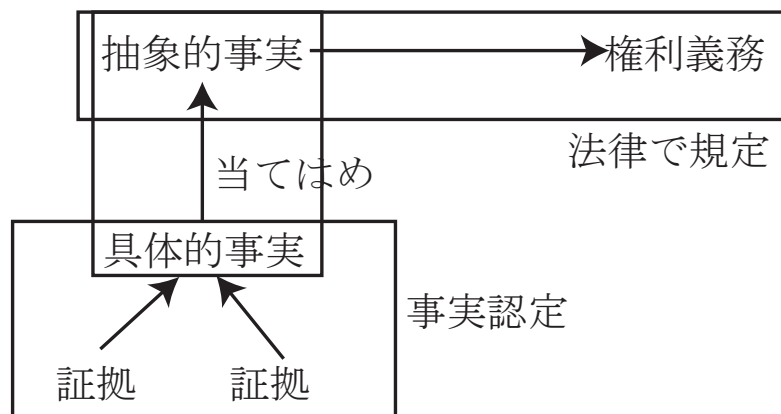 抽象的事実
権利義務
法律で規定
当てはめ
具体的事実
事実認定
証拠
証拠